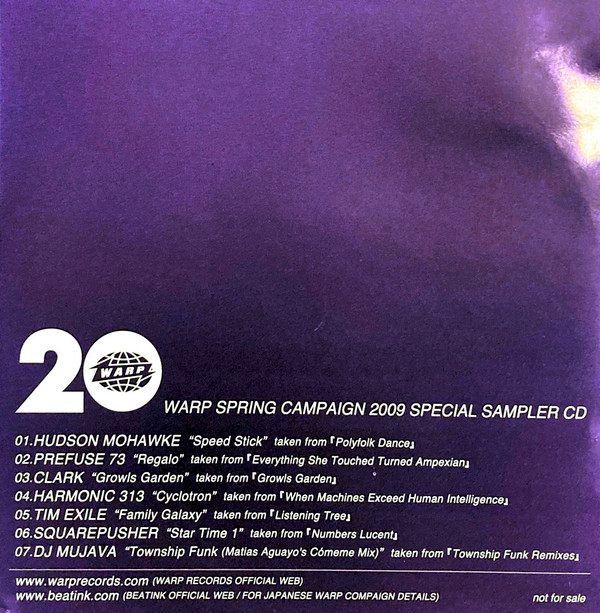 20 WARP
WARP SPRING CAMPAIGN 2009 SPECIAL SAMPLER CD
01.HUDSON MOHAWKE “Speed Stick” taken from『Polyfolk Dance』
02.PREFUSE 73 “Regalo” taken from『Everything She Touched Turned Ampexian』
03.CLARK “Growls Garden” taken from『Growls Garden』
04.HARMONIC 313 “Cyclotron” taken from『When Machines Exceed Human Intelligence』
05.TIM EXILE “Family Galaxy” taken from『Listening Tree』
06.SQUAREPUSHER “Star Time 1” taken from『Numbers Lucent』
07.DJ MUJAVA “Township Funk (Matias Aguayo's Cómeme Mix)” taken from『Township Funk Remixes』
www.warprecords.com (WARP RECORDS OFFICIAL WEB)
www.beatink.com (BEATINK OFFICIAL WEB / FOR JAPANESE WARP COMPAIGN DETAILS) not for sale